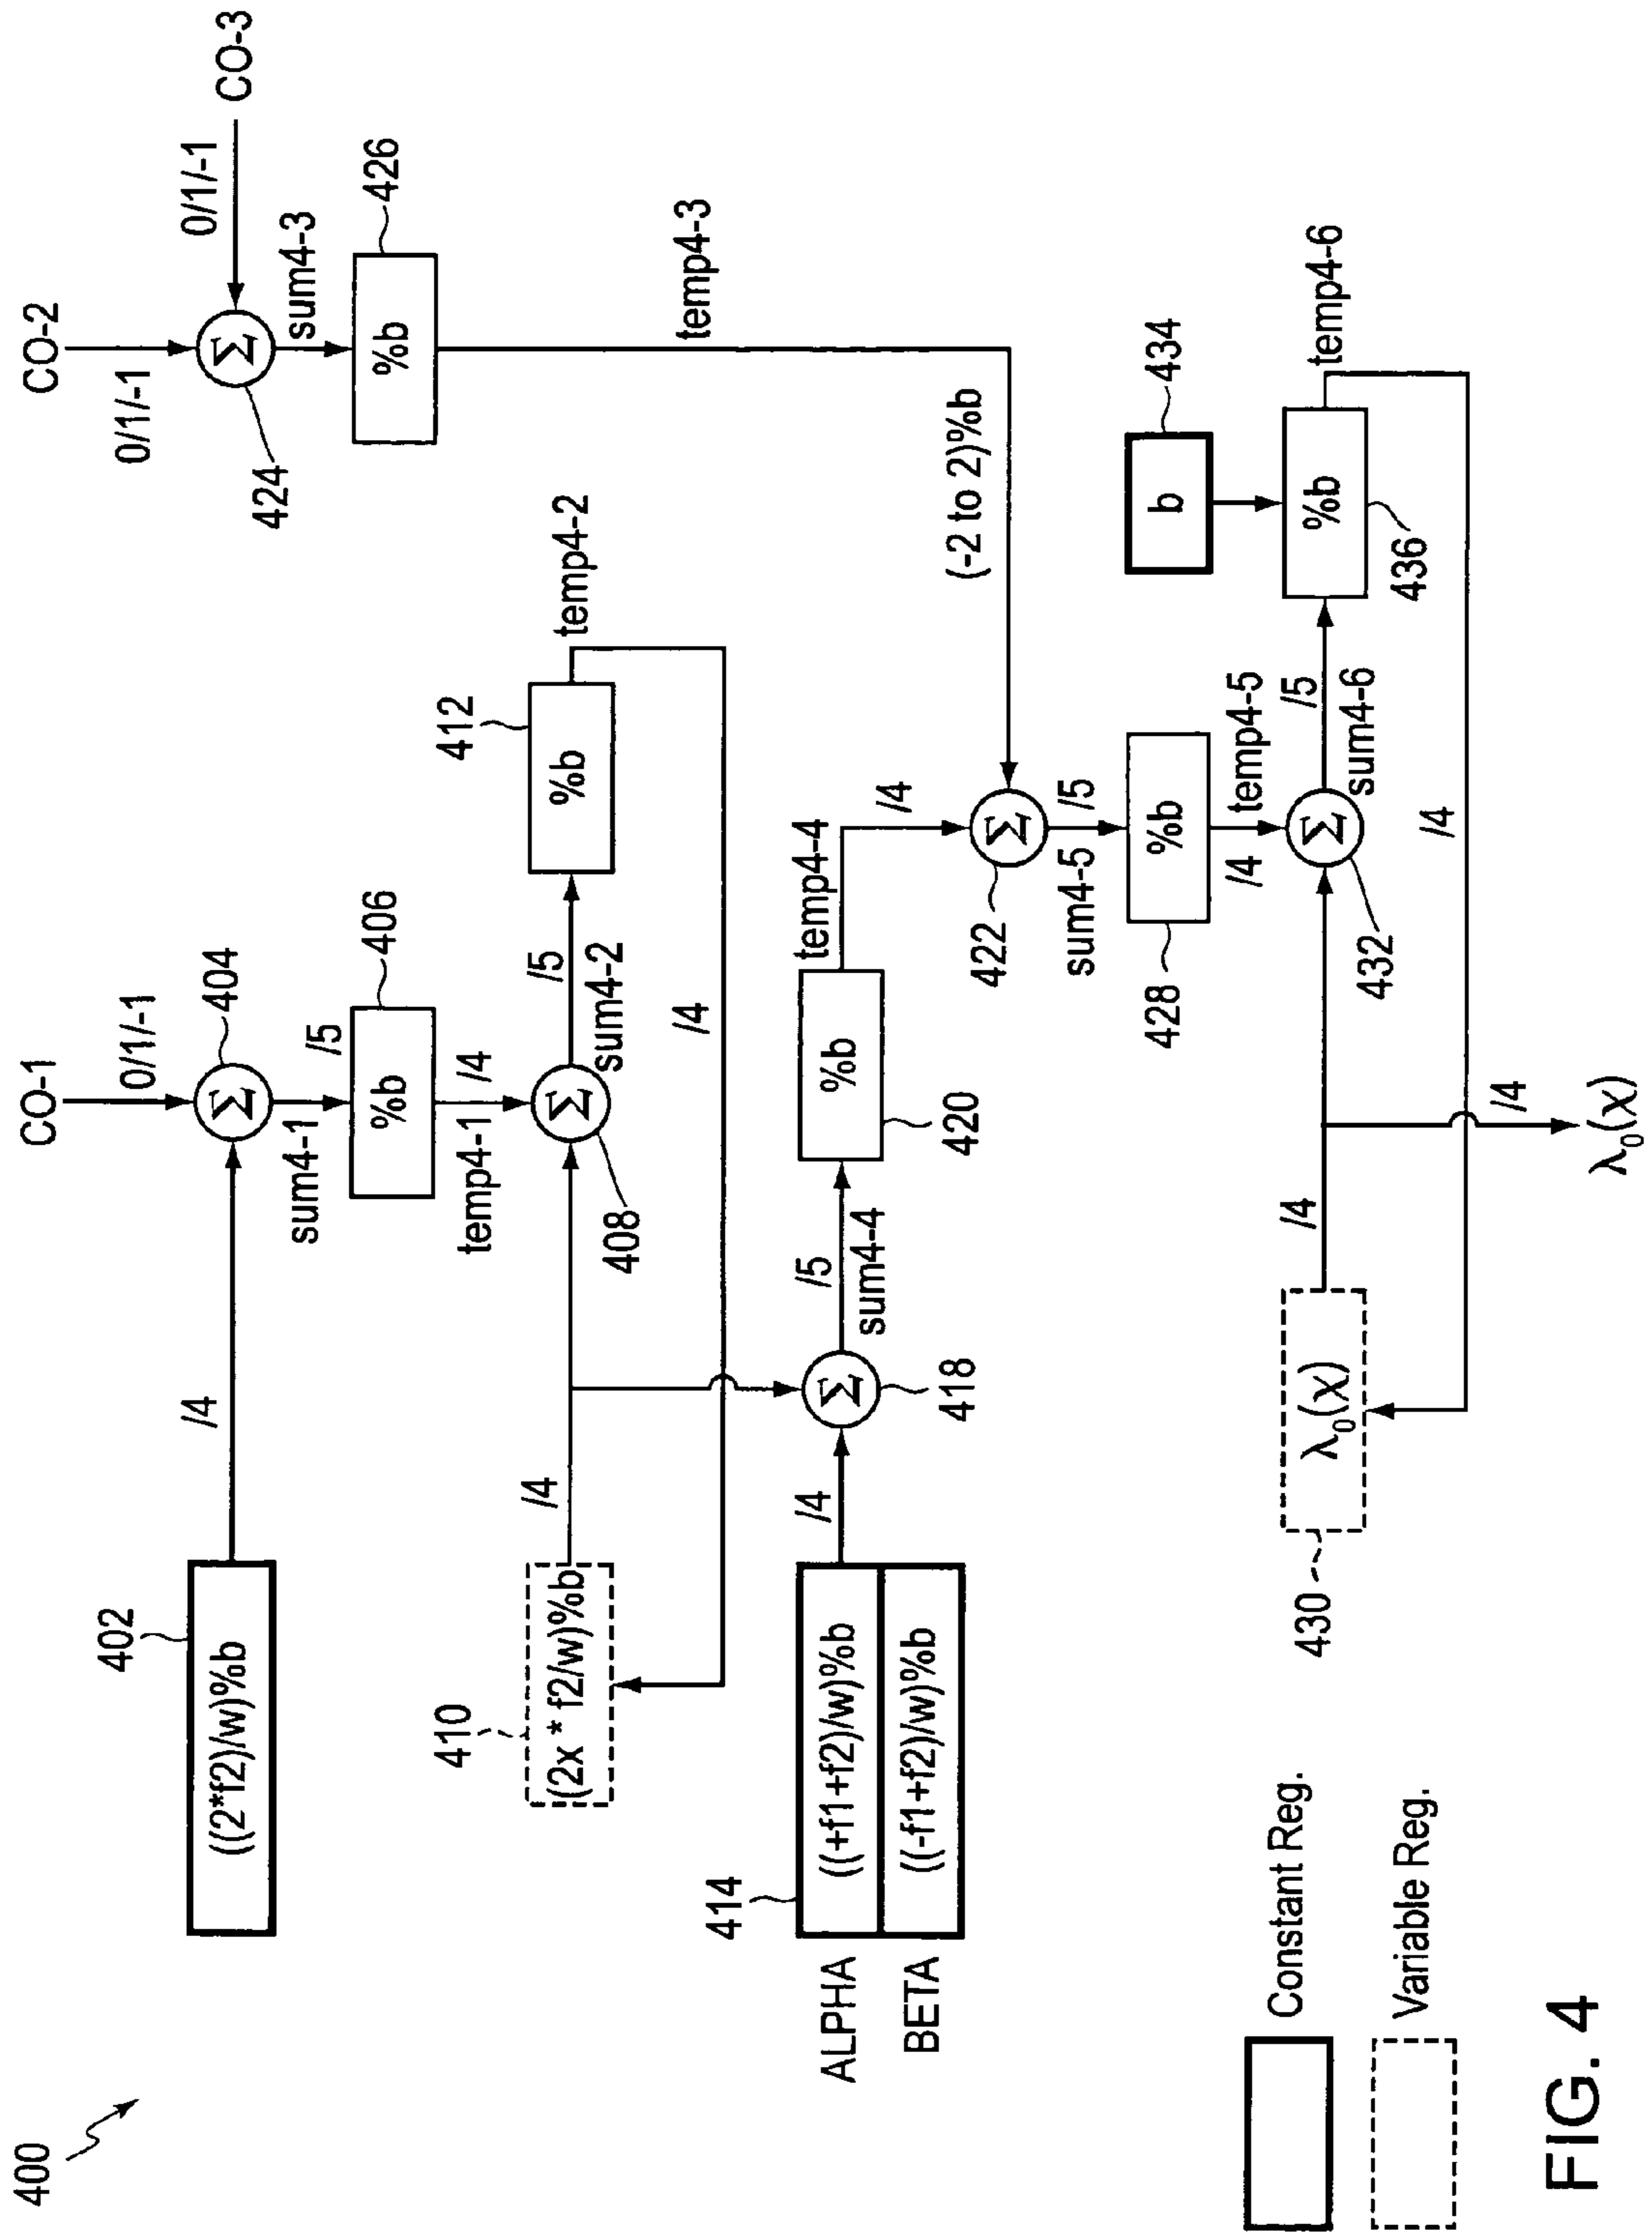 400
CO-1
0/1/-1
404
CO-2
0/1/-1
0/1/-1
CO-3
424
402
((2*f2)/w)%b
/4
sum4-1
/5
406
%b
sum4-3
426
%b
temp4-1
/4
temp4-3
410
(2x * f2/w)%b
/4
408
/5
sum4-2
412
%b
temp4-2
/4
414
ALPHA
((+f1+f2)/w)%b
BETA
((-f1+f2)/w)%b
/4
418
/5
sum4-4
420
%b
temp4-4
/4
(-2 to 2)%b
422
sum4-5
/5
428
%b
/4
temp4-5
434
b
430
λ0(χ)
/4
432
/5
sum4-6
%b
436
temp4-6
/4
/4
λ0(χ)
Constant Reg.
Variable Reg.
FIG. 4
Σ
Σ
Σ
Σ
Σ
Σ